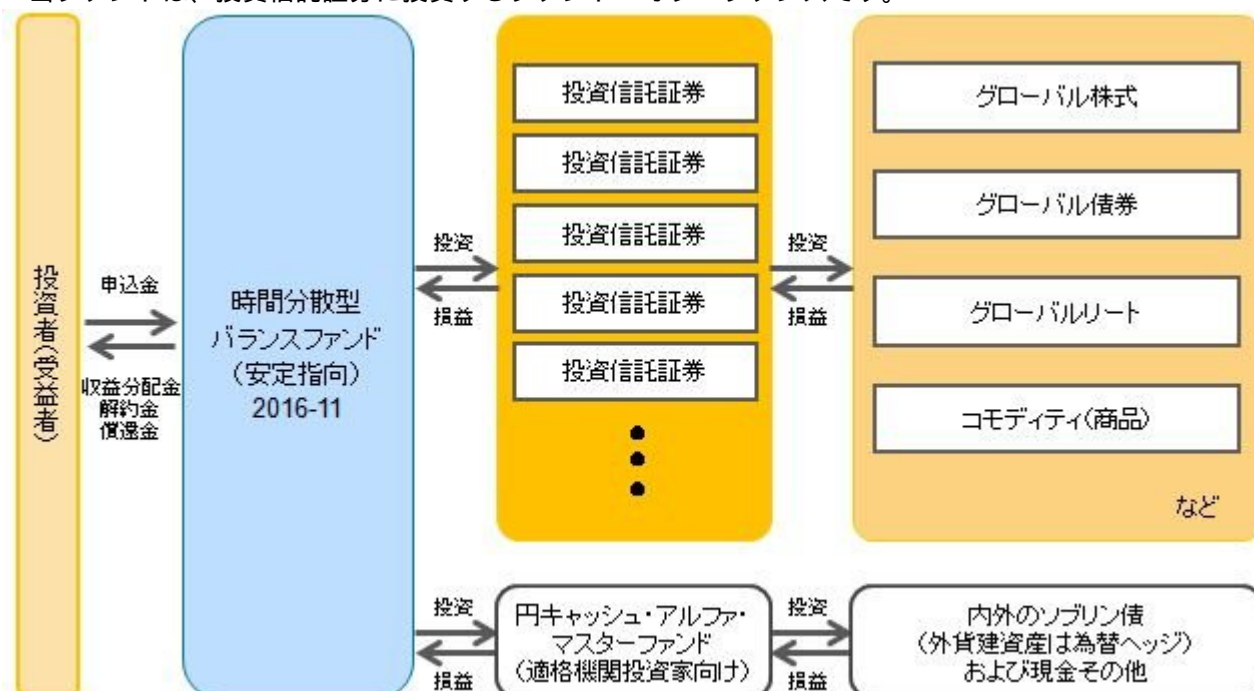 投資者(受益者)
申込金
収益分配金
解約金
償還金
時間分散型
バランスファンド
(安定指向)
2016-11
投資
損益
投資信託証券
投資信託証券
投資信託証券
投資信託証券
投資信託証券
投資
損益
グローバル株式
グローバル債券
グローバルリート
コモディティ(商品)
など
投資
損益
円キャッシュ・アルファ・
マスターファンド
(適格機関投資家向け)
投資
損益
内外のソブリン債
(外貨建資産は為替ヘッジ)
および現金その他